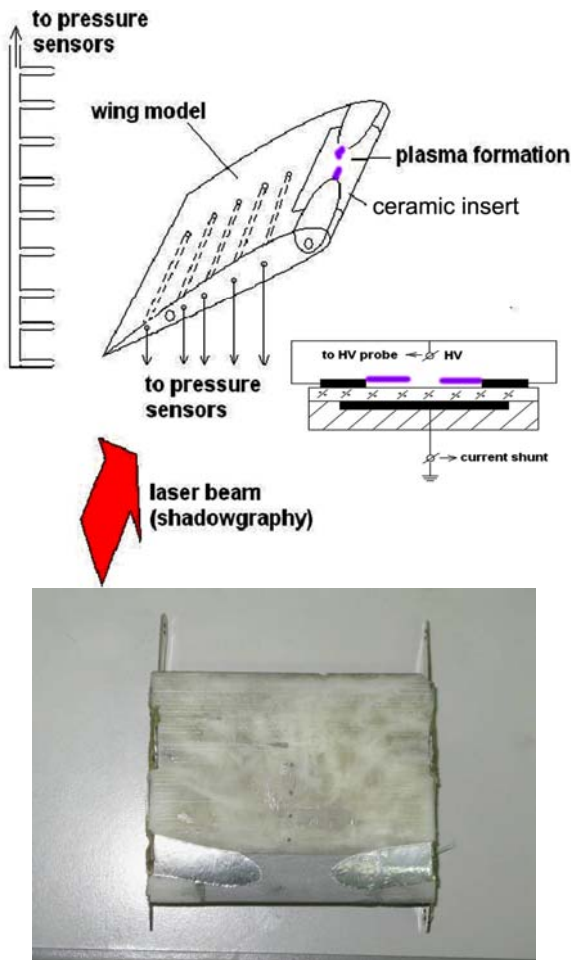 to pressure
sensors
wing model
plasma formation
ceramic insert
to HV probe
HV
to pressure
sensors
current shunt
laser beam
(shadowgraphy)